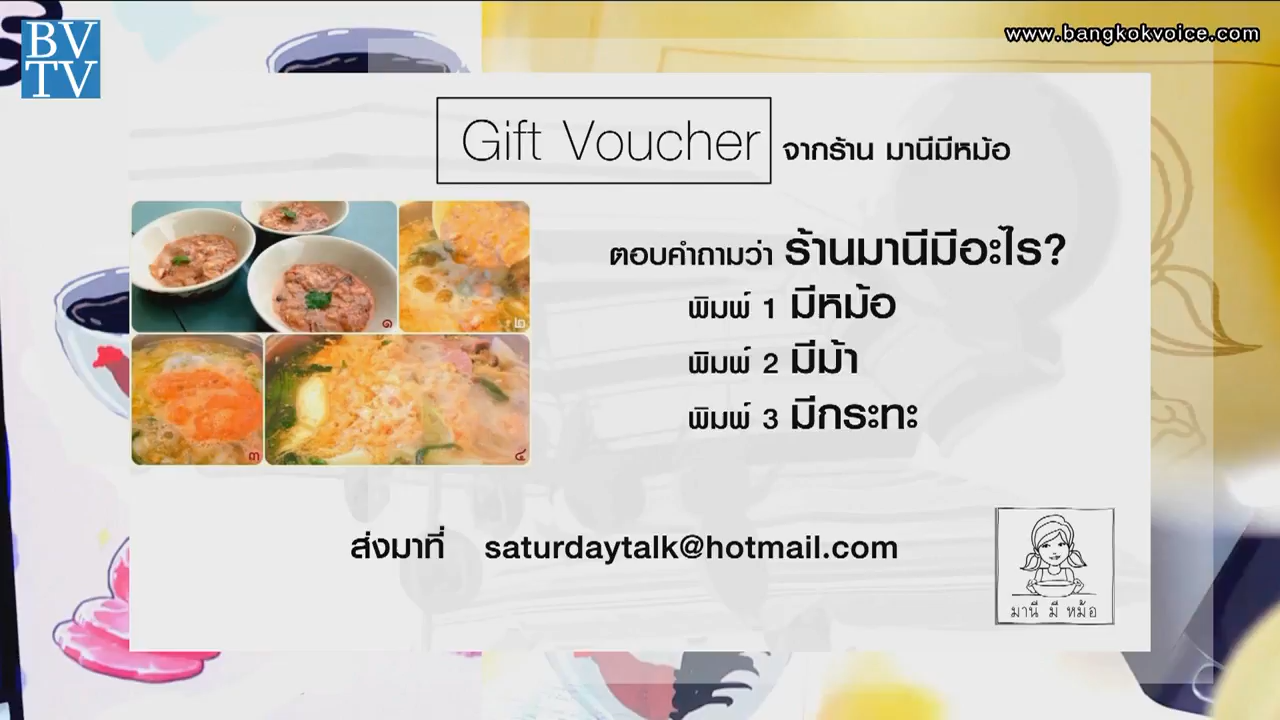 BV
TV
www.bangkokvoice.com
Gift Voucher จากร้าน มานีมีหม้อ
ตอบคำถามว่า ร้านมานีมีอะไร?
พิมพ์ 1 มีหม้อ
พิมพ์ 2 มีม้า
พิมพ์ 3 มีกระทะ
๑
๒
๓
๔
ส่งมาที่ saturdaytalk@hotmail.com
มานี มี หม้อ